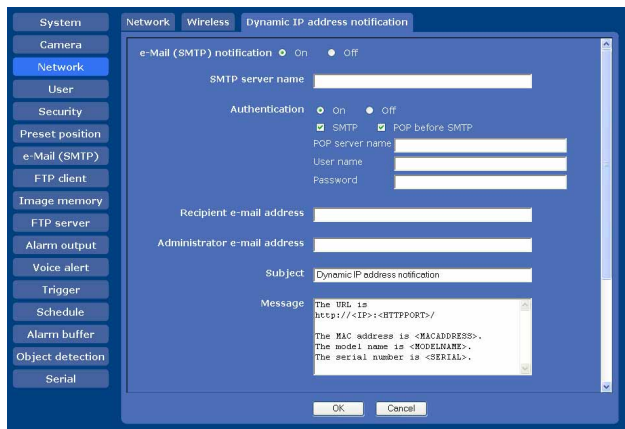 System
Camera
Network
User
Security
Preset position
e-Mail (SMTP)
FTP client
Image memory
FTP server
Alarm output
Voice alert
Trigger
Schedule
Alarm buffer
Object detection
Serial
Network Wireless Dynamic IP address notification
e-Mail (SMTP) notification On Off
SMTP server name
Authentication On Off
SMTP POP before SMTP
POP server name
User name
Password
Recipient e-mail address
Administrator e-mail address
Subject Dynamic IP address notification
Message The URL is
http://<IP>:<HTTPPORT>/
The MAC address is <MACADDRESS>.
The model name is <MODELNAME>.
The serial number is <SERIAL>.
OK Cancel